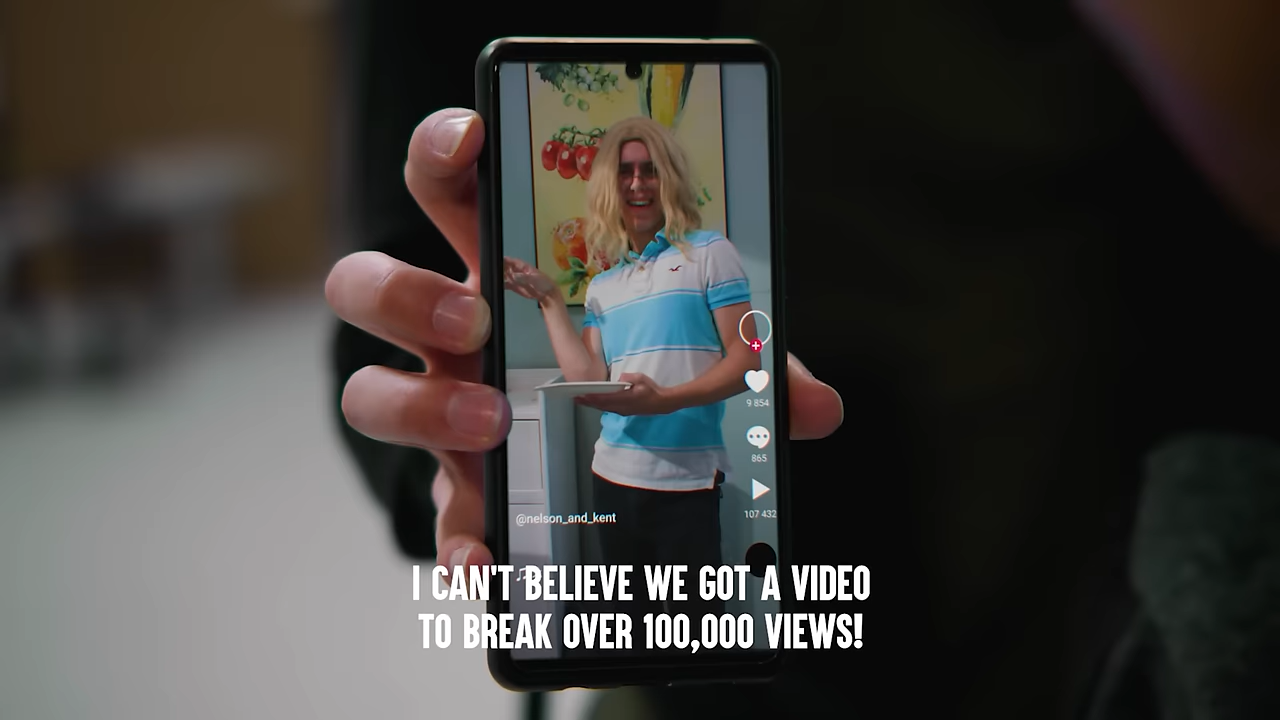 9 854
865
107 432
@nelson_and_kent
I CAN'T BELIEVE WE GOT A VIDEO
TO BREAK OVER 100,000 VIEWS!